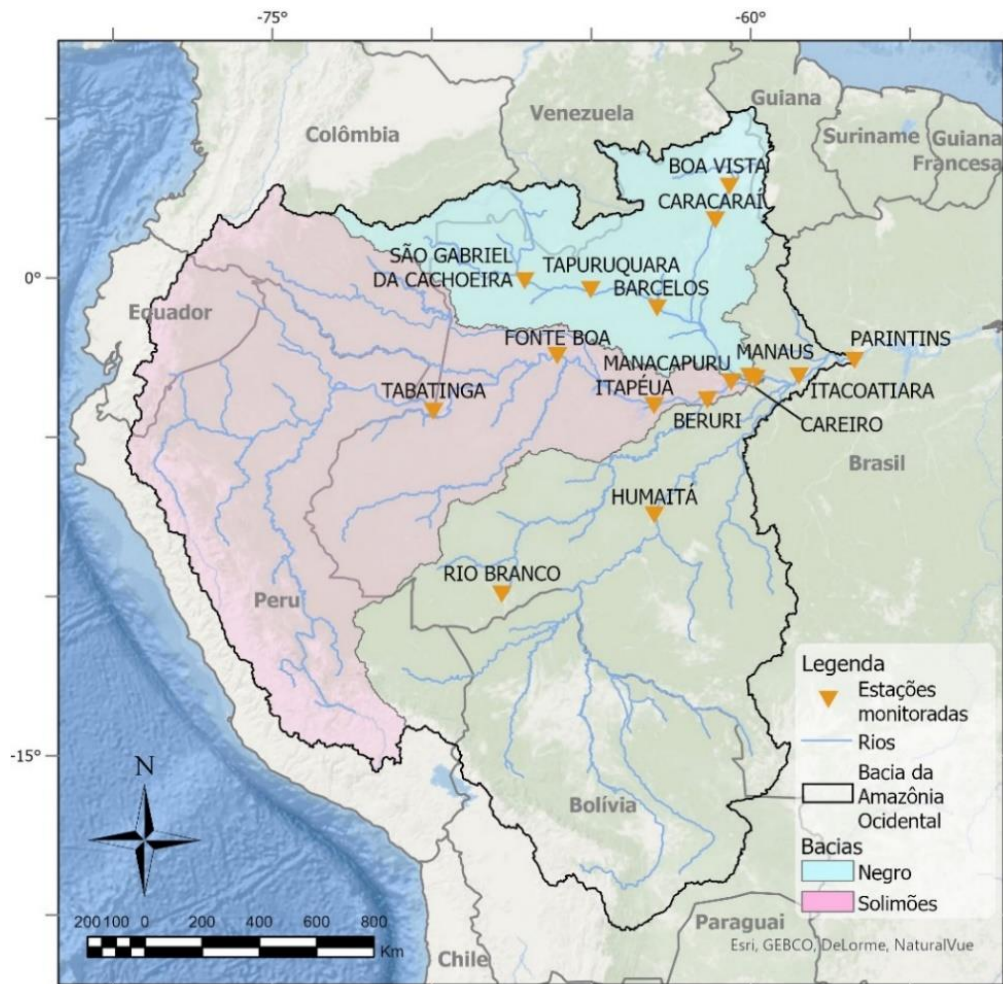 -75°
-60°
Guiana
Venezuela
Colômbia
Suriname
Guiana
Francesa
BOA VISTA
CARACARAÍ
SÃO GABRIEL
DA CACHOEIRA
TAPURUQUARA
BARCELOS
0°
Equador
FONTE BOA
MANACAPURU
MANAUS
PARINTINS
TABATINGA
ITAPÉUA
ITACOATIARA
BERURI
CAREIRO
Brasil
HUMAITÁ
RIO BRANCO
Peru
-15°
Bolívia
Legenda
Estações
monitoradas
Rios
Bacia da
Amazônia
Ocidental
Bacias
Negro
Solimões
N
200 100 0 200 400 600 800
Km
Paraguai
Chile
Esri, GEBCO, DeLorme, NaturalVue